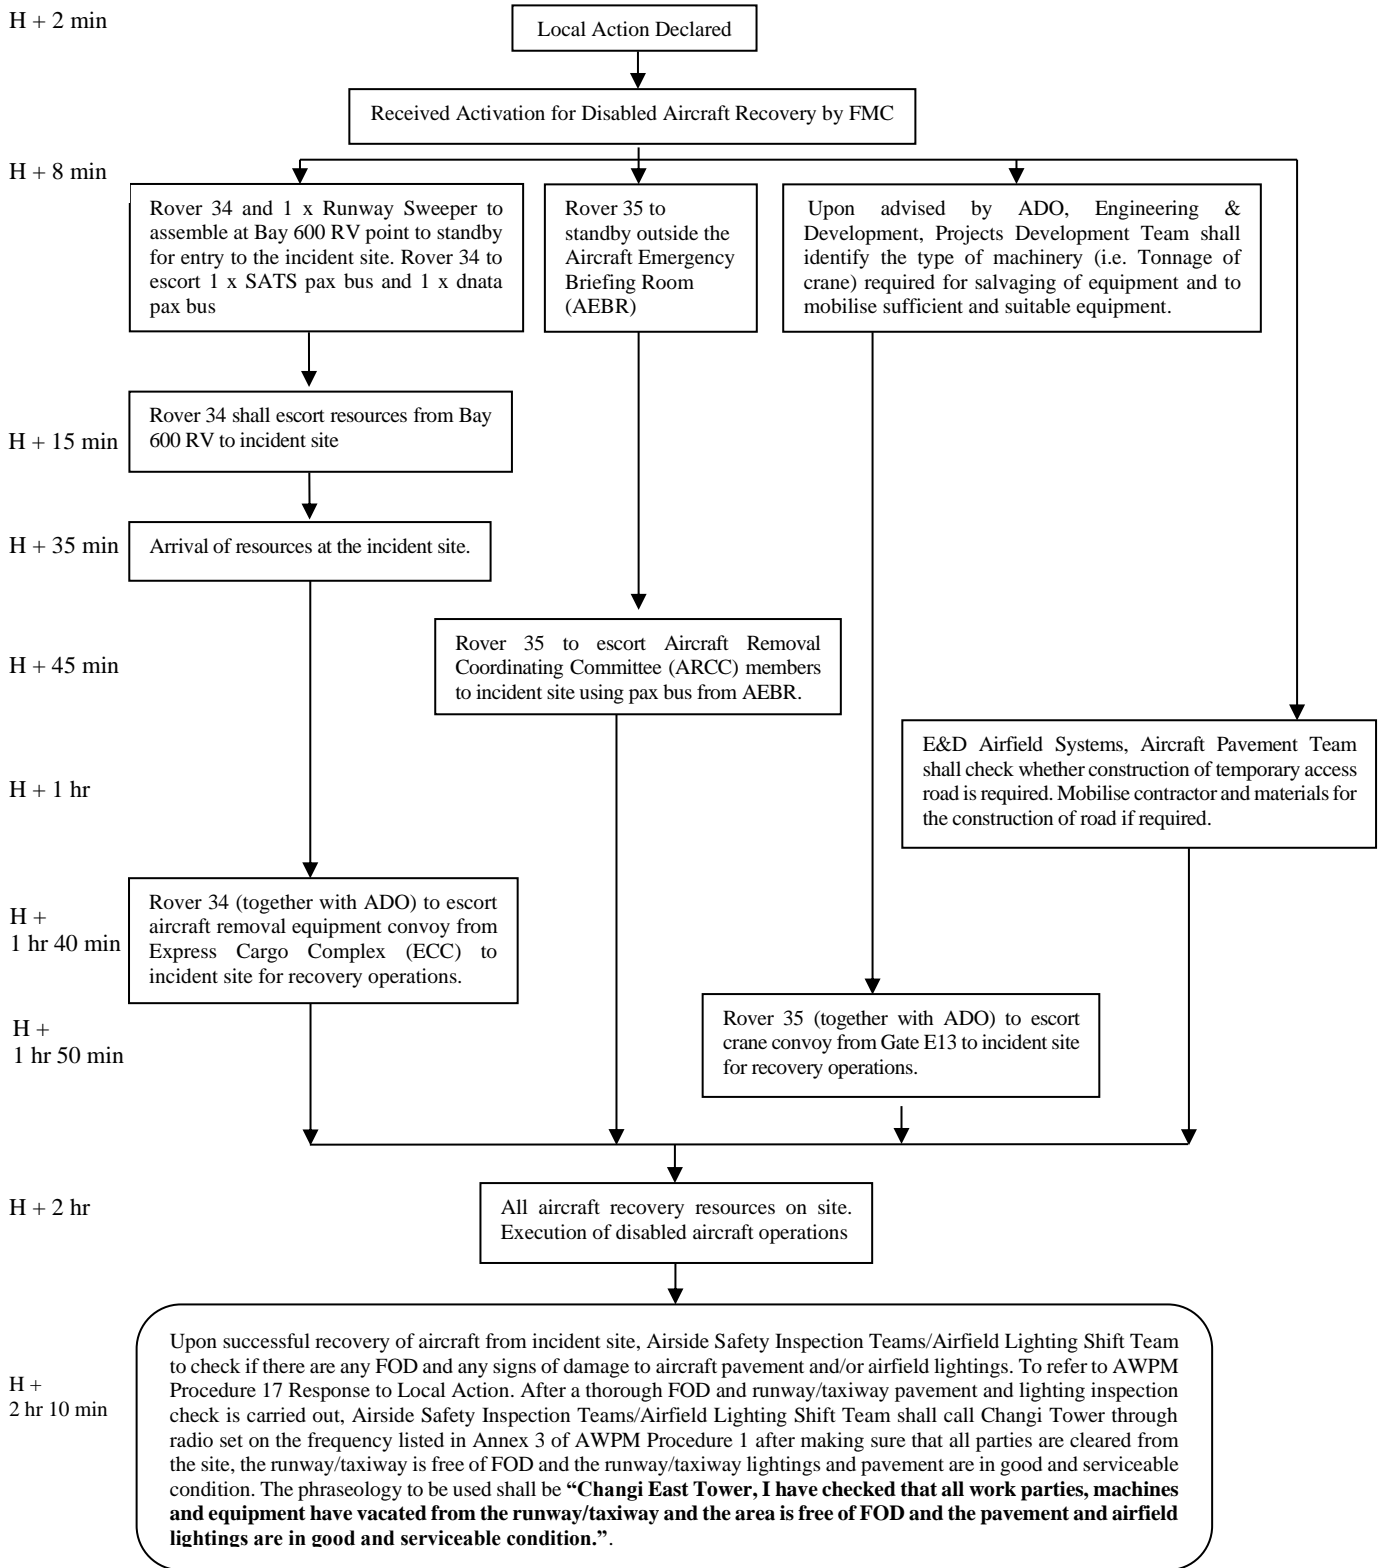 H + 2 min
Local Action Declared
Received Activation for Disabled Aircraft Recovery by FMC
H + 8 min
Rover 34 and 1 x Runway Sweeper to
assemble at Bay 600 RV point to standby
for entry to the incident site. Rover 34 to
escort 1 x SATS pax bus and 1 x dnata
pax bus
Rover 35 to
standby outside the
Aircraft Emergency
Briefing Room
(AEBR)
Upon advised by ADO, Engineering &
Development, Projects Development Team shall
identify the type of machinery (i.e. Tonnage of
crane) required for salvaging of equipment and to
mobilise sufficient and suitable equipment.
H + 15 min
Rover 34 shall escort resources from Bay
600 RV to incident site
H + 35 min
Arrival of resources at the incident site.
H + 45 min
Rover 35 to escort Aircraft Removal
Coordinating Committee (ARCC) members
to incident site using pax bus from AEBR.
E&D Airfield Systems, Aircraft Pavement Team
shall check whether construction of temporary access
road is required. Mobilise contractor and materials for
the construction of road if required.
H + 1 hr
H +
1 hr 40 min
Rover 34 (together with ADO) to escort
aircraft removal equipment convoy from
Express Cargo Complex (ECC) to
incident site for recovery operations.
H +
1 hr 50 min
Rover 35 (together with ADO) to escort
crane convoy from Gate E13 to incident site
for recovery operations.
H + 2 hr
All aircraft recovery resources on site.
Execution of disabled aircraft operations
H +
2 hr 10 min
Upon successful recovery of aircraft from incident site, Airside Safety Inspection Teams/Airfield Lighting Shift Team
to check if there are any FOD and any signs of damage to aircraft pavement and/or airfield lightings. To refer to AWPM
Procedure 17 Response to Local Action. After a thorough FOD and runway/taxiway pavement and lighting inspection
check is carried out, Airside Safety Inspection Teams/Airfield Lighting Shift Team shall call Changi Tower through
radio set on the frequency listed in Annex 3 of AWPM Procedure 1 after making sure that all parties are cleared from
the site, the runway/taxiway is free of FOD and the runway/taxiway lightings and pavement are in good and serviceable
condition. The phraseology to be used shall be “Changi East Tower, I have checked that all work parties, machines
and equipment have vacated from the runway/taxiway and the area is free of FOD and the pavement and airfield
lightings are in good and serviceable condition.”.